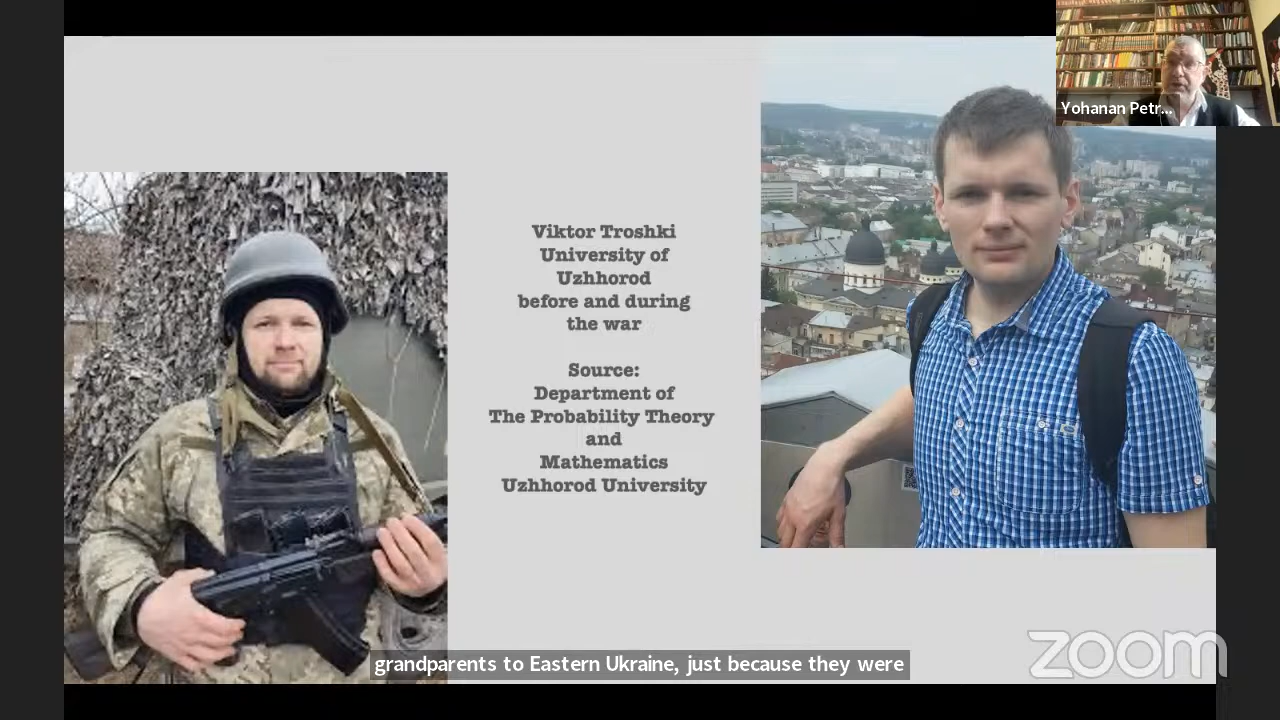 Yohanan Petr...
Viktor Troshki
University of
Uzhhorod
before and during
the war
Source:
Department of
The Probability Theory
and
Mathematics
Uzhhorod University
grandparents to Eastern Ukraine, just because they were
zoom